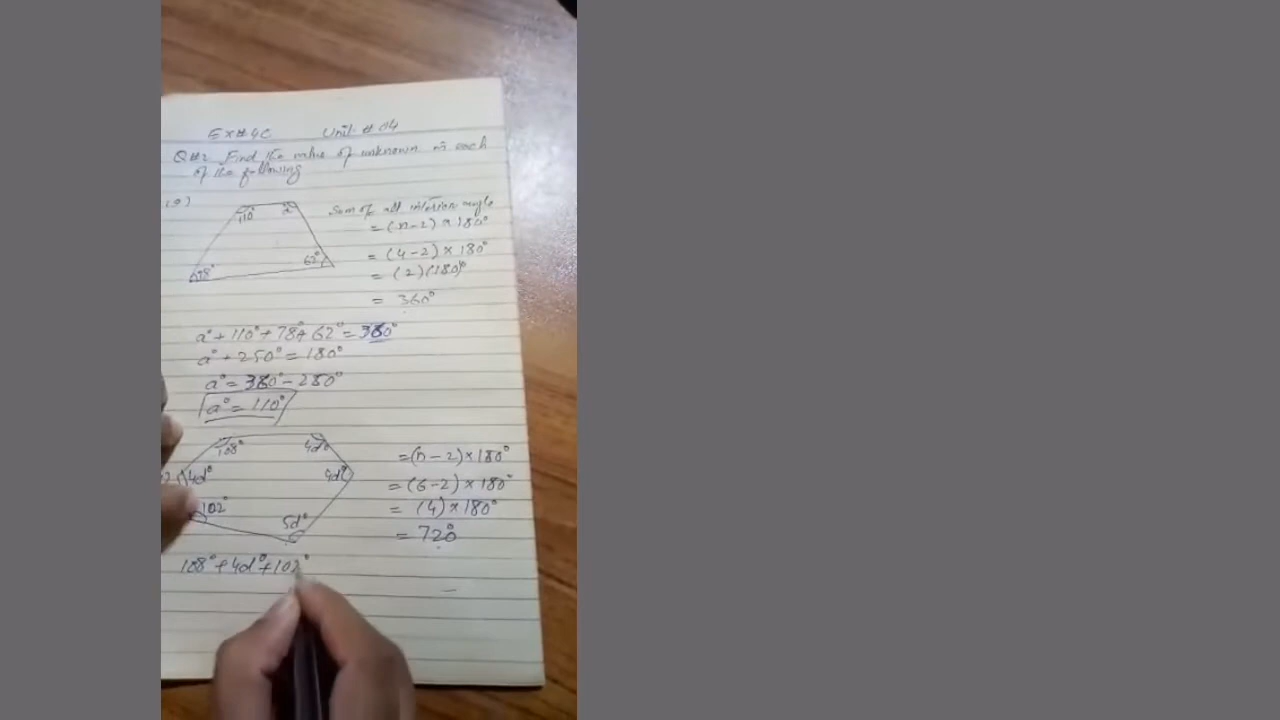 Ex# 4C Unit # 04
Q#2 Find the value of unknown in each
of the following
110°
a°
62°
78°
Sum of all interior angle
= (n-2) × 180°
= (4-2) × 180°
= (2)(180°)
= 360°
a° + 110° + 78° + 62° = 360°
a° + 250° = 180°
a° = 360° - 250°
a° = 110°
108°
4d°
4d°
4d°
102°
5d°
= (n - 2) × 180°
= (6 - 2) × 180°
= (4) × 180°
= 720°
108° + 4d° + 102°